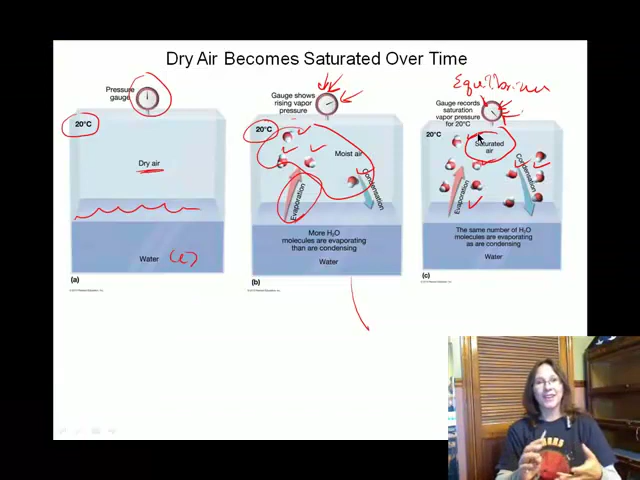 Dry Air Becomes Saturated Over Time
Pressure
gauge
20°C
Dry air
Water (l)
(a)
Gauge shows
rising vapor
pressure
20°C
Moist air
Evaporation
Condensation
More H₂O
molecules are evaporating
than are condensing
Water
(b)
Equilibrium
Gauge records
saturation
vapor pressure
for 20°C
20°C
Saturated
air
Evaporation
Condensation
The same number of H₂O
molecules are evaporating
as are condensing
Water
(c)